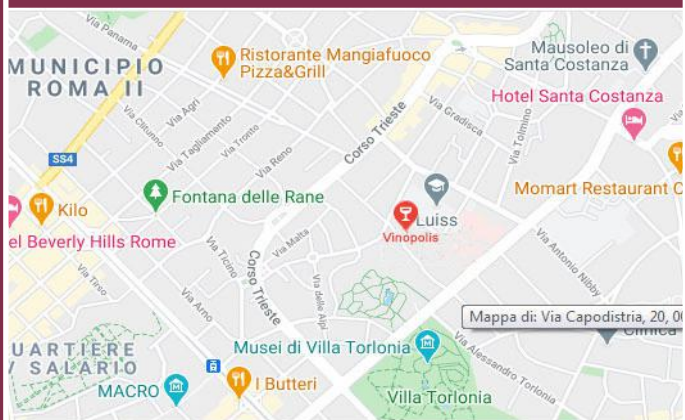 Via Panama
MUNICIPIO
ROMA II
Ristorante Mangiafuoco
Pizza&Grill
Mausoleo di
Santa Costanza
Hotel Santa Costanza
Via Clitunno
Via Agri
Via Tagliamento
Via Tronto
Via Reno
Corso Trieste
Via Gradisca
Via Tolmino
SS4
Kilo
Fontana delle Rane
Luiss
Vinopolis
Momart Restaurant C
el Beverly Hills Rome
Via Malta
Via Ticino
Corso Trieste
Via delle Alpi
Via Antonio Nibby
Via Tirso
Via Arno
Mappa di: Via Capodistria, 20, 00
Clinica
UARTIERE
V SALARIO
Musei di Villa Torlonia
Via Alessandro Torlonia
MACRO
I Butteri
Villa Torlonia